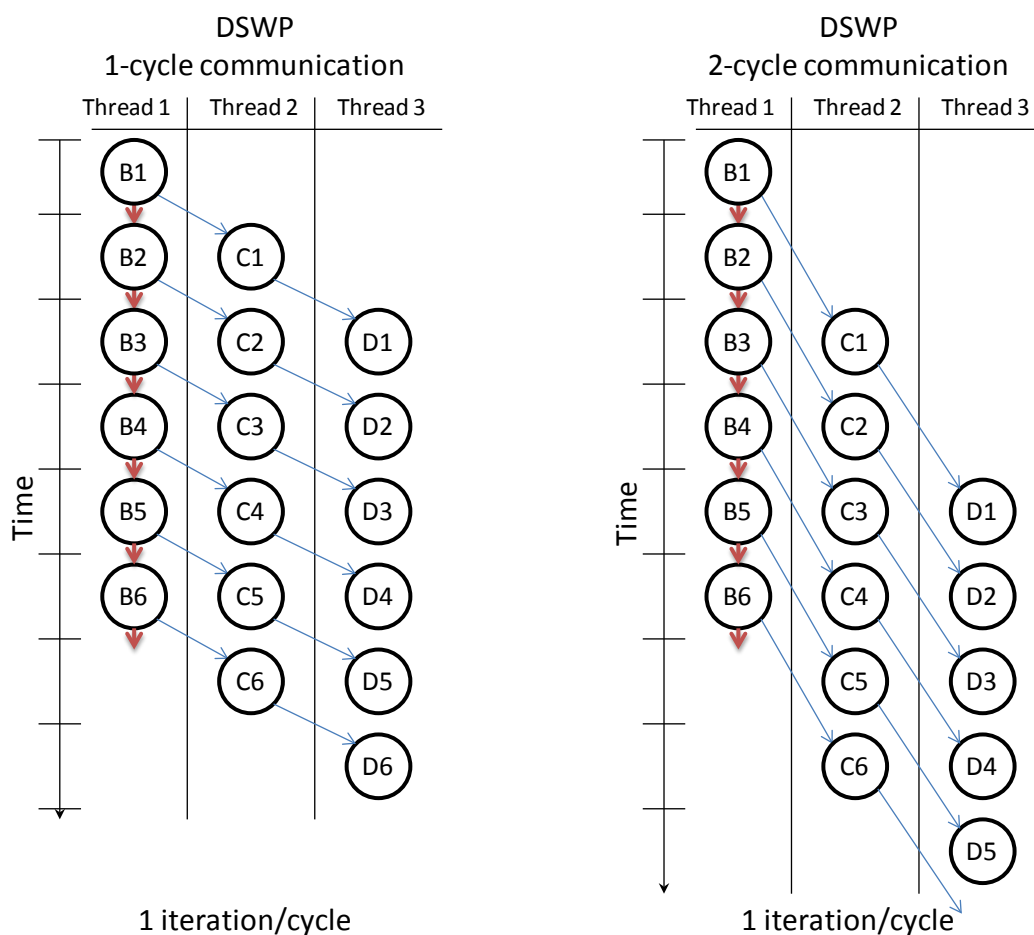 DSWP
1-cycle communication
Thread 1 Thread 2 Thread 3
B1
B2 C1
B3 C2 D1
B4 C3 D2
B5 C4 D3
B6 C5 D4
C6 D5
D6
Time
1 iteration/cycle
DSWP
2-cycle communication
Thread 1 Thread 2 Thread 3
B1
B2
B3 C1
B4 C2
B5 C3 D1
B6 C4 D2
C5 D3
C6 D4
D5
Time
1 iteration/cycle